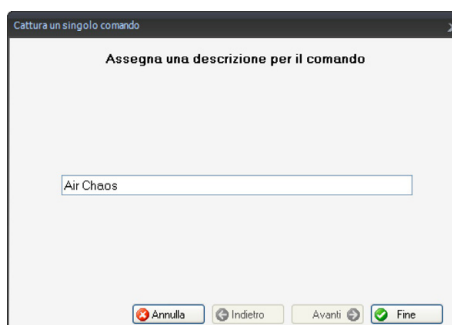 Cattura un singolo comando
Assegna una descrizione per il comando
Air Chaos
Annulla
Indietro
Avanti
Fine